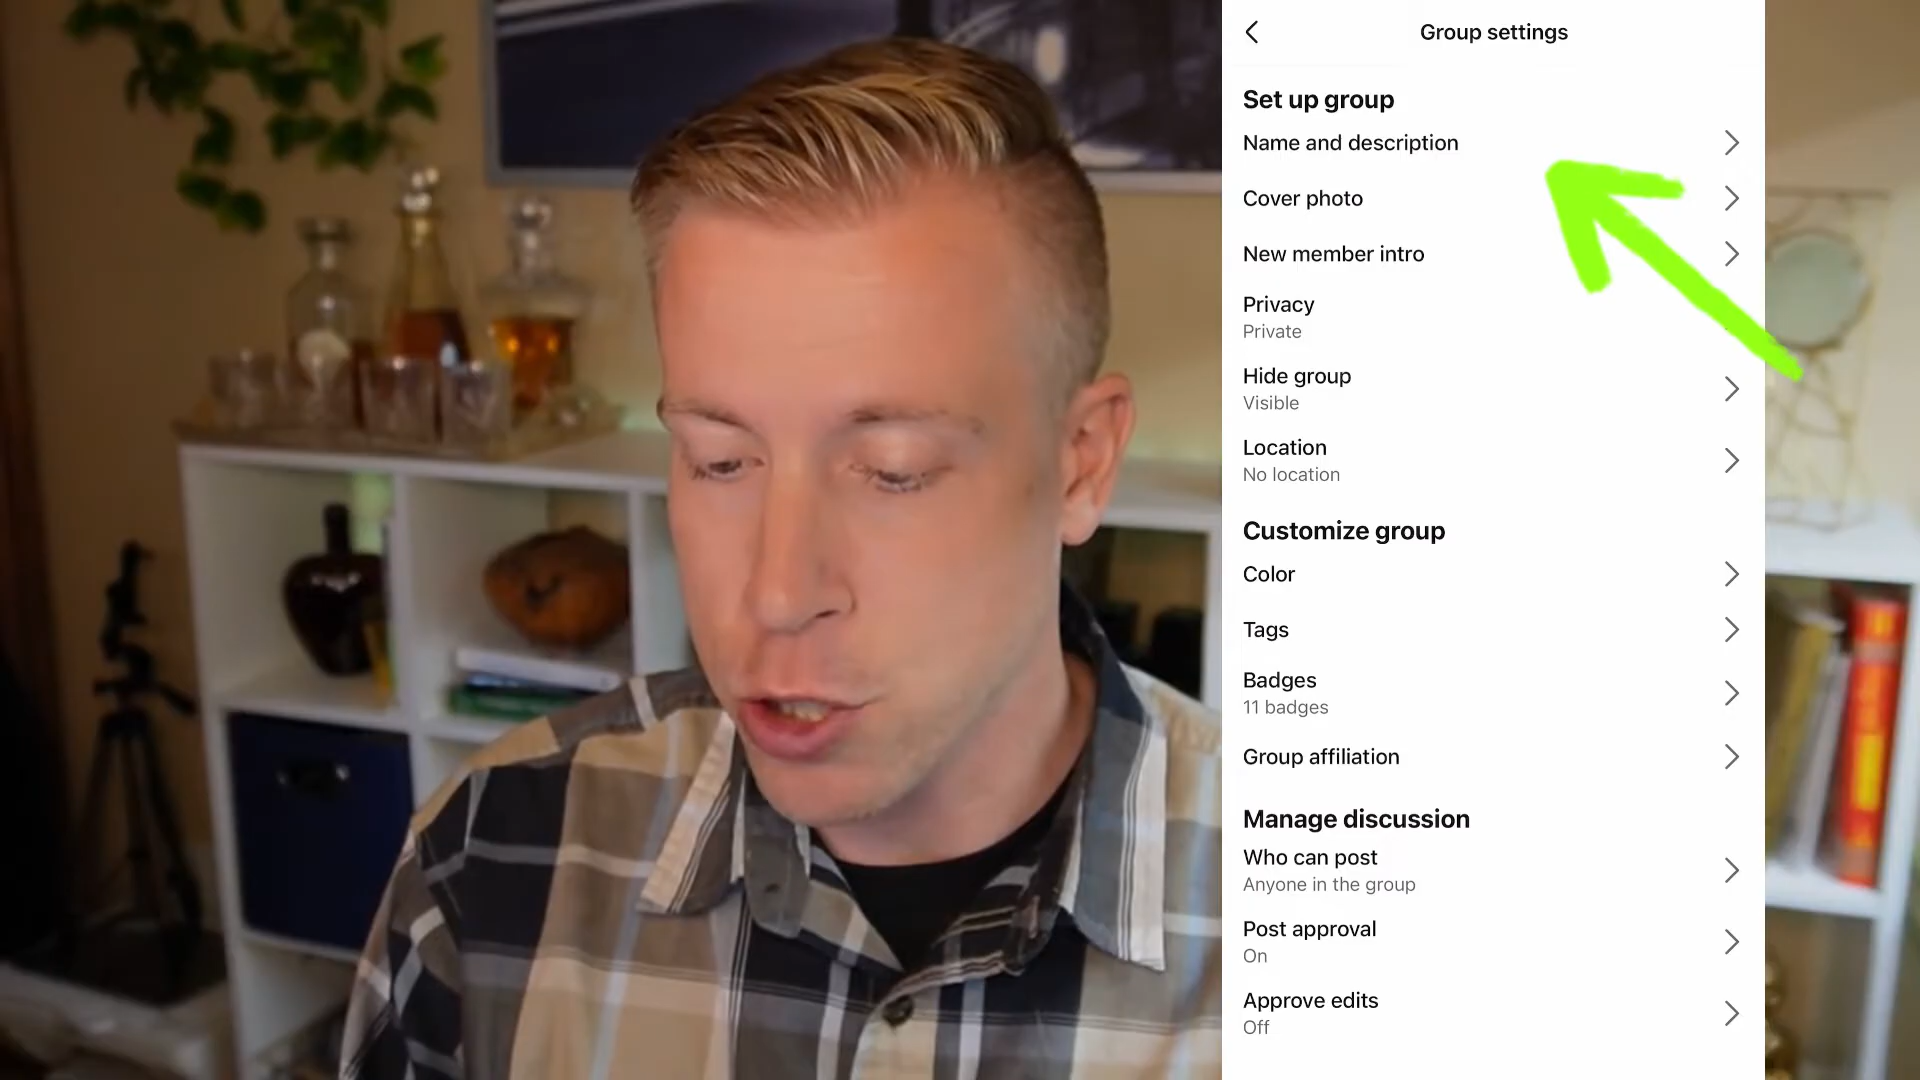 Group settings
Set up group
Name and description
Cover photo
New member intro
Privacy
Private
Hide group
Visible
Location
No location
Customize group
Color
Tags
Badges
11 badges
Group affiliation
Manage discussion
Who can post
Anyone in the group
Post approval
On
Approve edits
Off